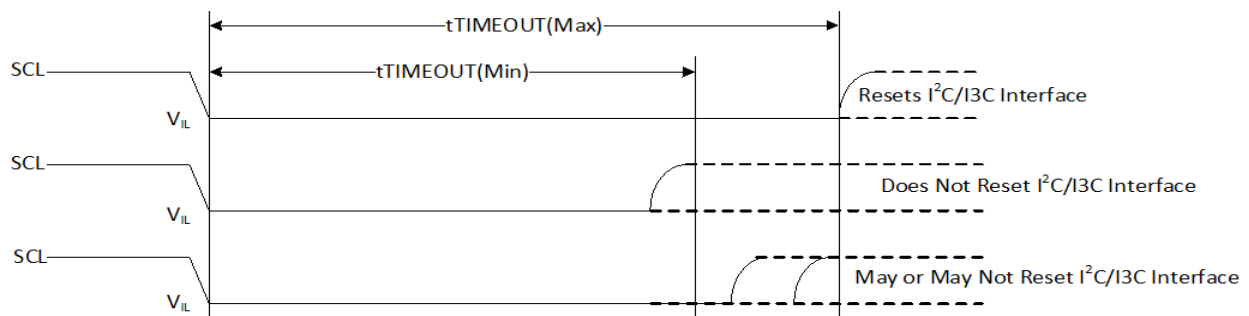 tTIMEOUT(Max)
SCL
tTIMEOUT(Min)
Resets I²C/I3C Interface
VIL
SCL
Does Not Reset I²C/I3C Interface
VIL
SCL
May or May Not Reset I²C/I3C Interface
VIL